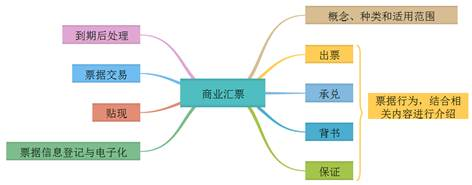 概念、种类和适用范围
到期后处理
出票
票据交易
商业汇票
承兑
票据行为，结合相
关内容进行介绍
贴现
背书
票据信息登记与电子化
保证